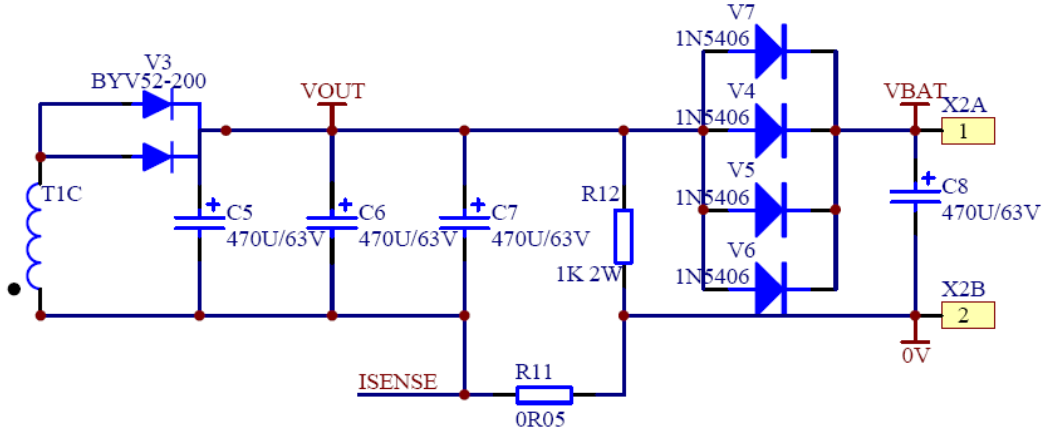 V7
1N5406
V3
BYV52-200
VOUT
V4
1N5406
VBAT
X2A
1
T1C
C5
470U/63V
C6
470U/63V
C7
470U/63V
R12
1K 2W
V5
1N5406
C8
470U/63V
V6
1N5406
X2B
2
0V
ISENSE
R11
0R05